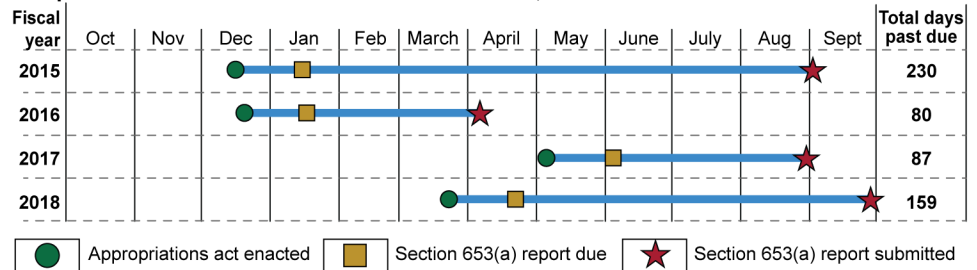 Fiscal year Oct Nov Dec Jan Feb March April May June July Aug Sept Total days past due
2015 230
2016 80
2017 87
2018 159
Appropriations act enacted Section 653(a) report due Section 653(a) report submitted